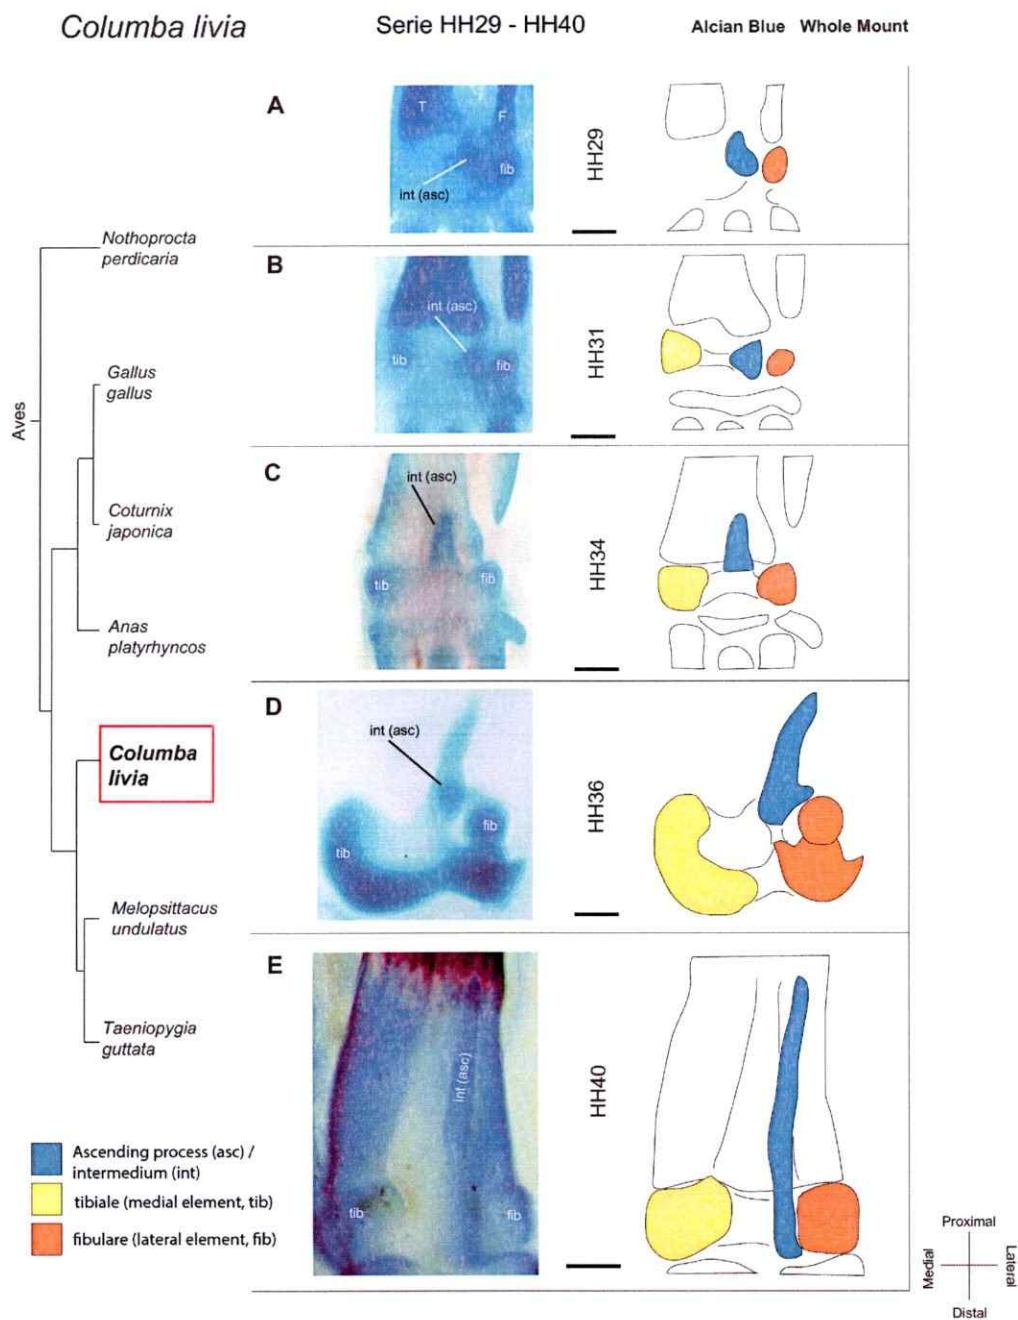 Columba livia
Serie HH29 - HH40
Alcian Blue Whole Mount
A
T
F
fib
int (asc)
HH29
B
int (asc)
tib
fib
HH31
C
int (asc)
tib
fib
HH34
D
int (asc)
tib
fib
HH36
E
int (asc)
tib
fib
HH40
Aves
Nothoprocta
perdicaria
Gallus
gallus
Coturnix
japonica
Anas
platyrhyncos
Columba
livia
Melopsittacus
undulatus
Taeniopygia
guttata
Ascending process (asc) /
intermedium (int)
tibiale (medial element, tib)
fibulare (lateral element, fib)
Proximal
Medial
Lateral
Distal